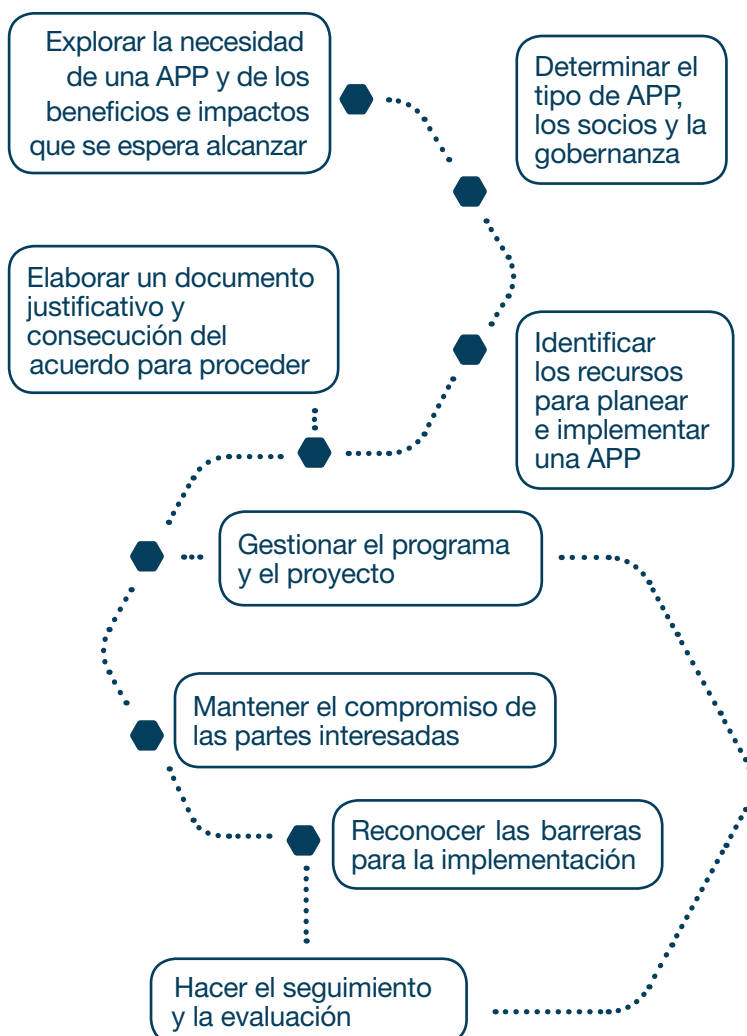 Explorar la necesidad
de una APP y de los
beneficios e impactos
que se espera alcanzar
Determinar el
tipo de APP,
los socios y la
gobernanza
Elaborar un documento
justificativo y
consecución del
acuerdo para proceder
Identificar
los recursos
para planear
e implementar
una APP
Gestionar el programa
y el proyecto
Mantener el compromiso de
las partes interesadas
Reconocer las barreras
para la implementación
Hacer el seguimiento
y la evaluación